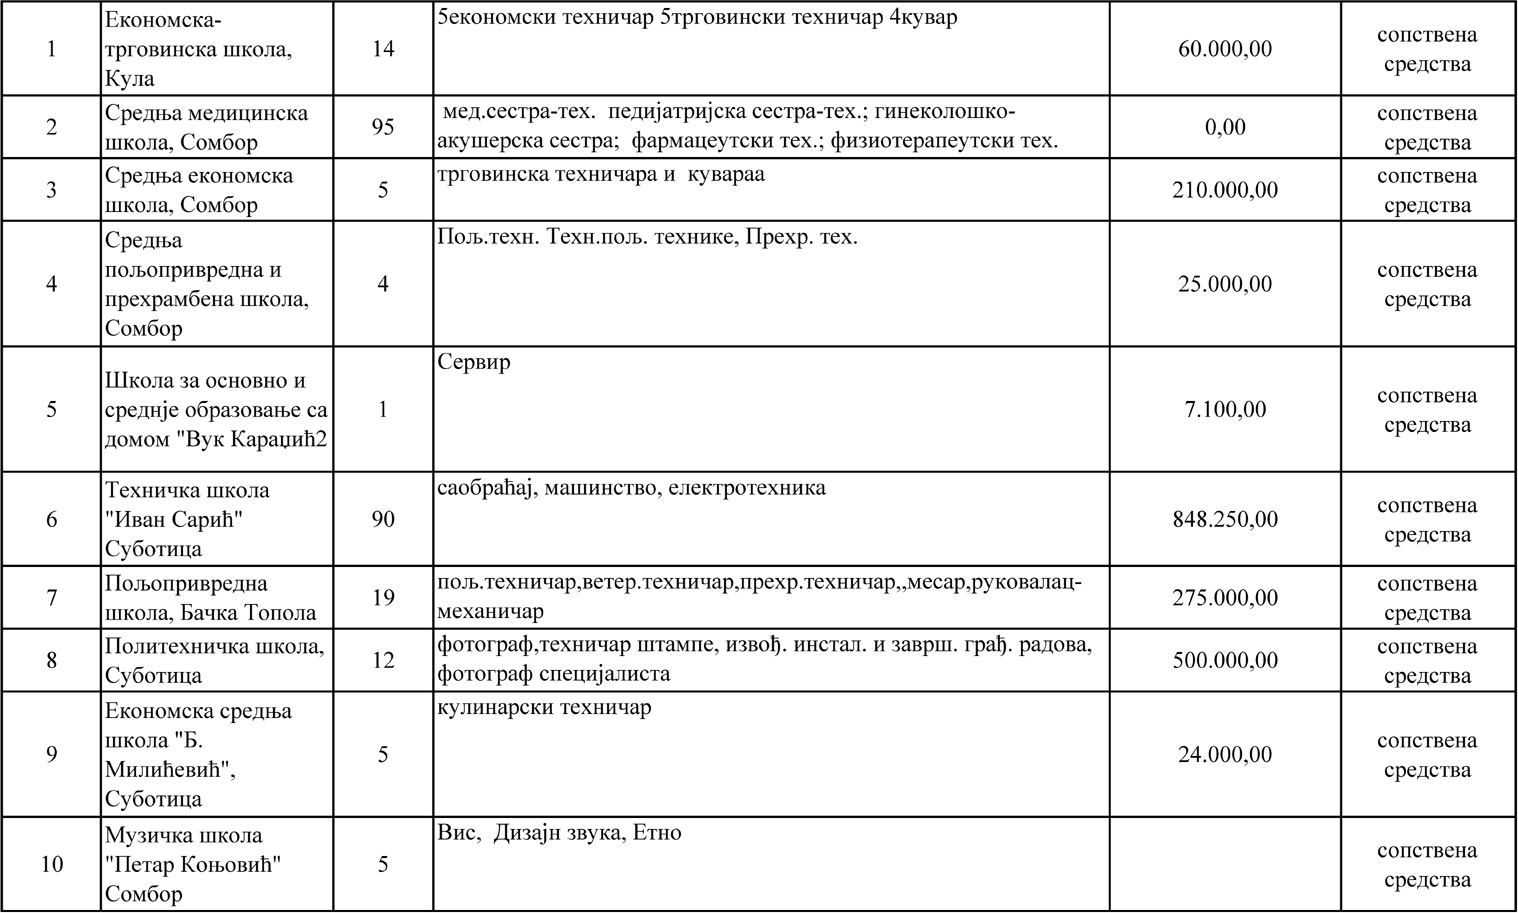 1
Економска-
трговинска школа,
Кула
14
5економски техничар 5трговински техничар 4кувар
60.000,00
сопствена
средства
2
Средња медицинска
школа, Сомбор
95
мед.сестра-тех.  педијатријска сестра-тех.; гинеколошко-
акушерска сестра;  фармацеутски тех.; физиотерапеутски тех.
0,00
сопствена
средства
3
Средња економска
школа, Сомбор
5
трговинска техничара и  кувараа
210.000,00
сопствена
средства
4
Средња
пољопривредна и
прехрамбена школа,
Сомбор
4
Пољ.техн. Техн.пољ. технике, Прехр. тех.
25.000,00
сопствена
средства
5
Школа за основно и
средније образовање са
домом "Вук Караџић2
1
Сервир
7.100,00
сопствена
средства
6
Техничка школа
"Иван Сарић"
Суботица
90
саобраћај, машинство, електротехника
848.250,00
сопствена
средства
7
Пољопривредна
школа, Бачка Топола
19
пољ.техничар,ветер.техничар,прехр.техничар,,месар,руковалац-
механичар
275.000,00
сопствена
средства
8
Политехничка школа,
Суботица
12
фотограф,техничар штампе, извођ. инстал. и заврш. грађ. радова,
фотограф специјалиста
500.000,00
сопствена
средства
9
Економска средња
школа "Б.
Милићевић",
Суботица
5
кулинарски техничар
24.000,00
сопствена
средства
10
Музичка школа
"Петар Коњовић"
Сомбор
5
Вис,  Дизајн звука, Етно
сопствена
средства